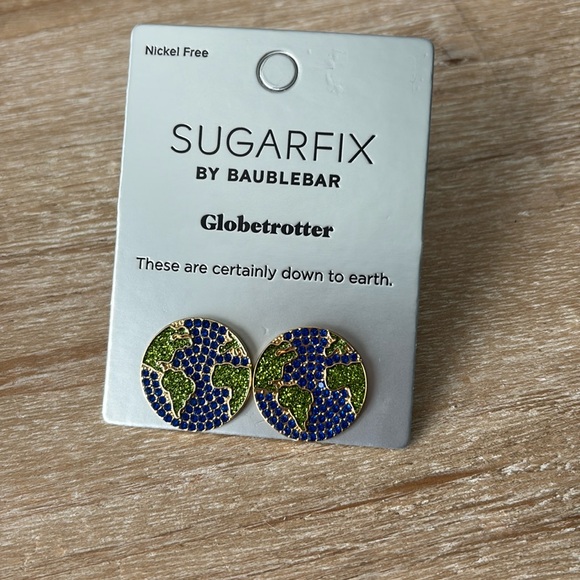 Nickel Free
SUGARFIX
BY BAUBLEBAR
Globetrotter
These are certainly down to earth.